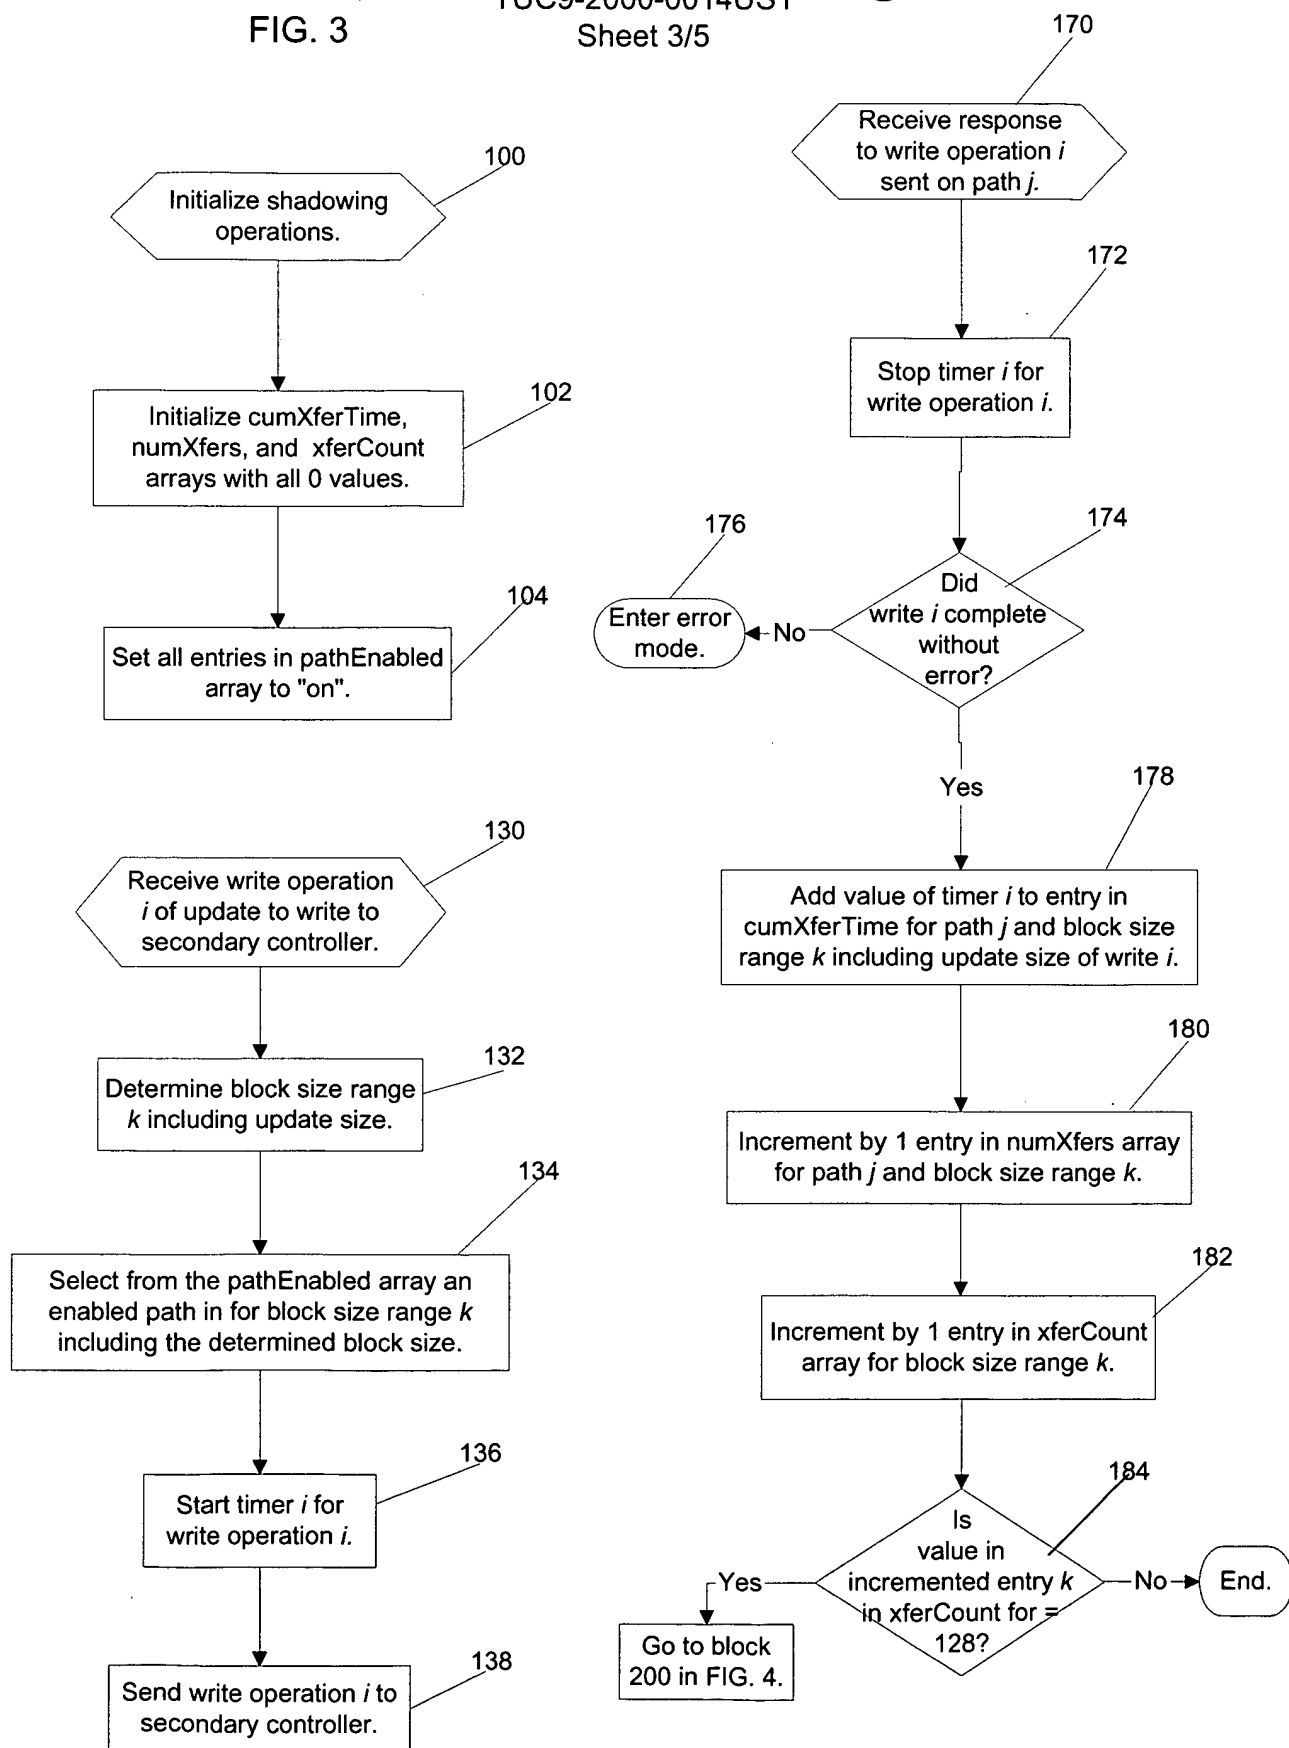 TUC9-2000-0014US1
FIG. 3
Sheet 3/5
100
Initialize shadowing
operations.
102
Initialize cumXferTime,
numXfers, and xferCount
arrays with all 0 values.
104
Set all entries in pathEnabled
array to "on".
130
Receive write operation
i of update to write to
secondary controller.
132
Determine block size range
k including update size.
134
Select from the pathEnabled array an
enabled path in for block size range k
including the determined block size.
136
Start timer i for
write operation i.
138
Send write operation i to
secondary controller.
170
Receive response
to write operation i
sent on path j.
172
Stop timer i for
write operation i.
174
Did
write i complete
without
error?
No
176
Enter error
mode.
Yes
178
Add value of timer i to entry in
cumXferTime for path j and block size
range k including update size of write i.
180
Increment by 1 entry in numXfers array
for path j and block size range k.
182
Increment by 1 entry in xferCount
array for block size range k.
184
Is
value in
incremented entry k
in xferCount for =
128?
Yes
No
End.
Go to block
200 in FIG. 4.